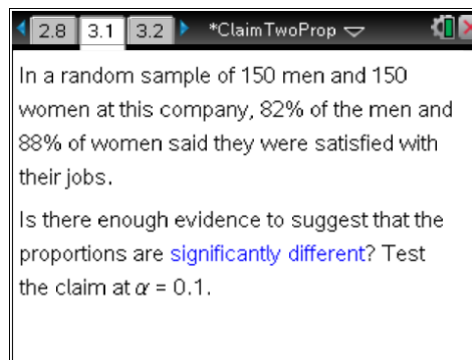 2.8 3.1 3.2 *ClaimTwoProp
In a random sample of 150 men and 150
women at this company, 82% of the men and
88% of women said they were satisfied with
their jobs.
Is there enough evidence to suggest that the
proportions are significantly different? Test
the claim at α = 0.1.